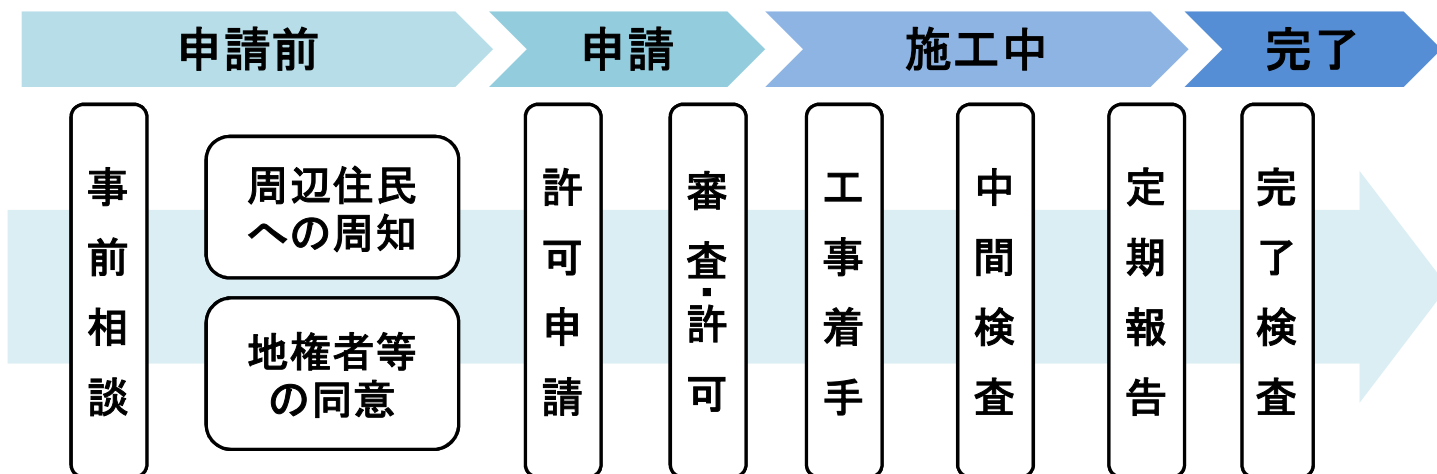 申請前
申請
施工中
完了
事前相談
周辺住民
への周知
地権者等
の同意
許可申請
審査・許可
工事着手
中間検査
定期報告
完了検査